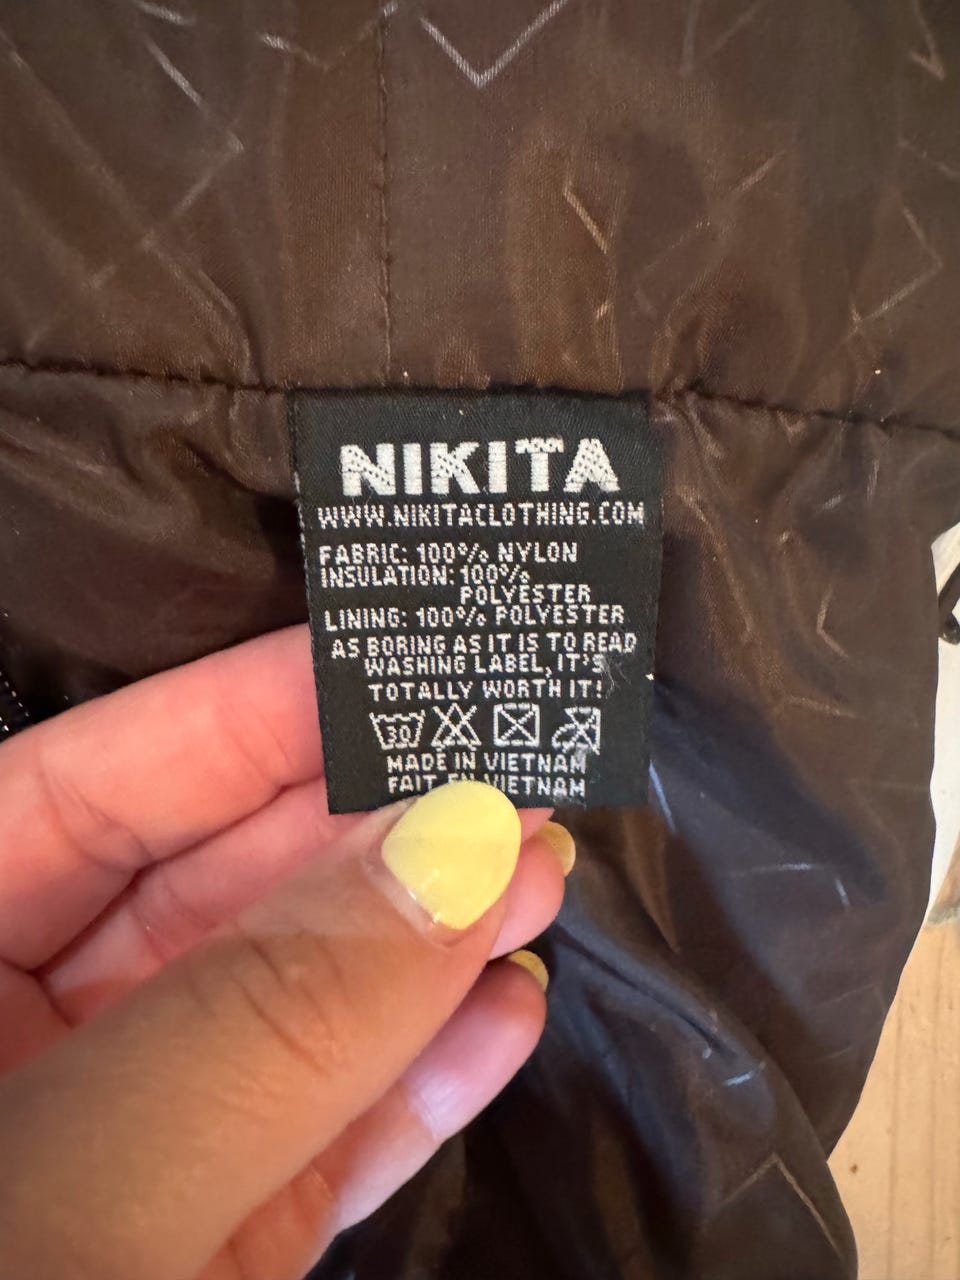 NIKITA
WWW.NIKITACLOTHING.COM
FABRIC: 100% NYLON
INSULATION: 100%
POLYESTER
LINING: 100% POLYESTER
AS BORING AS IT IS TO READ
WASHING LABEL, IT'S
TOTALLY WORTH IT!
30
MADE IN VIETNAM
FAIT EN VIETNAM